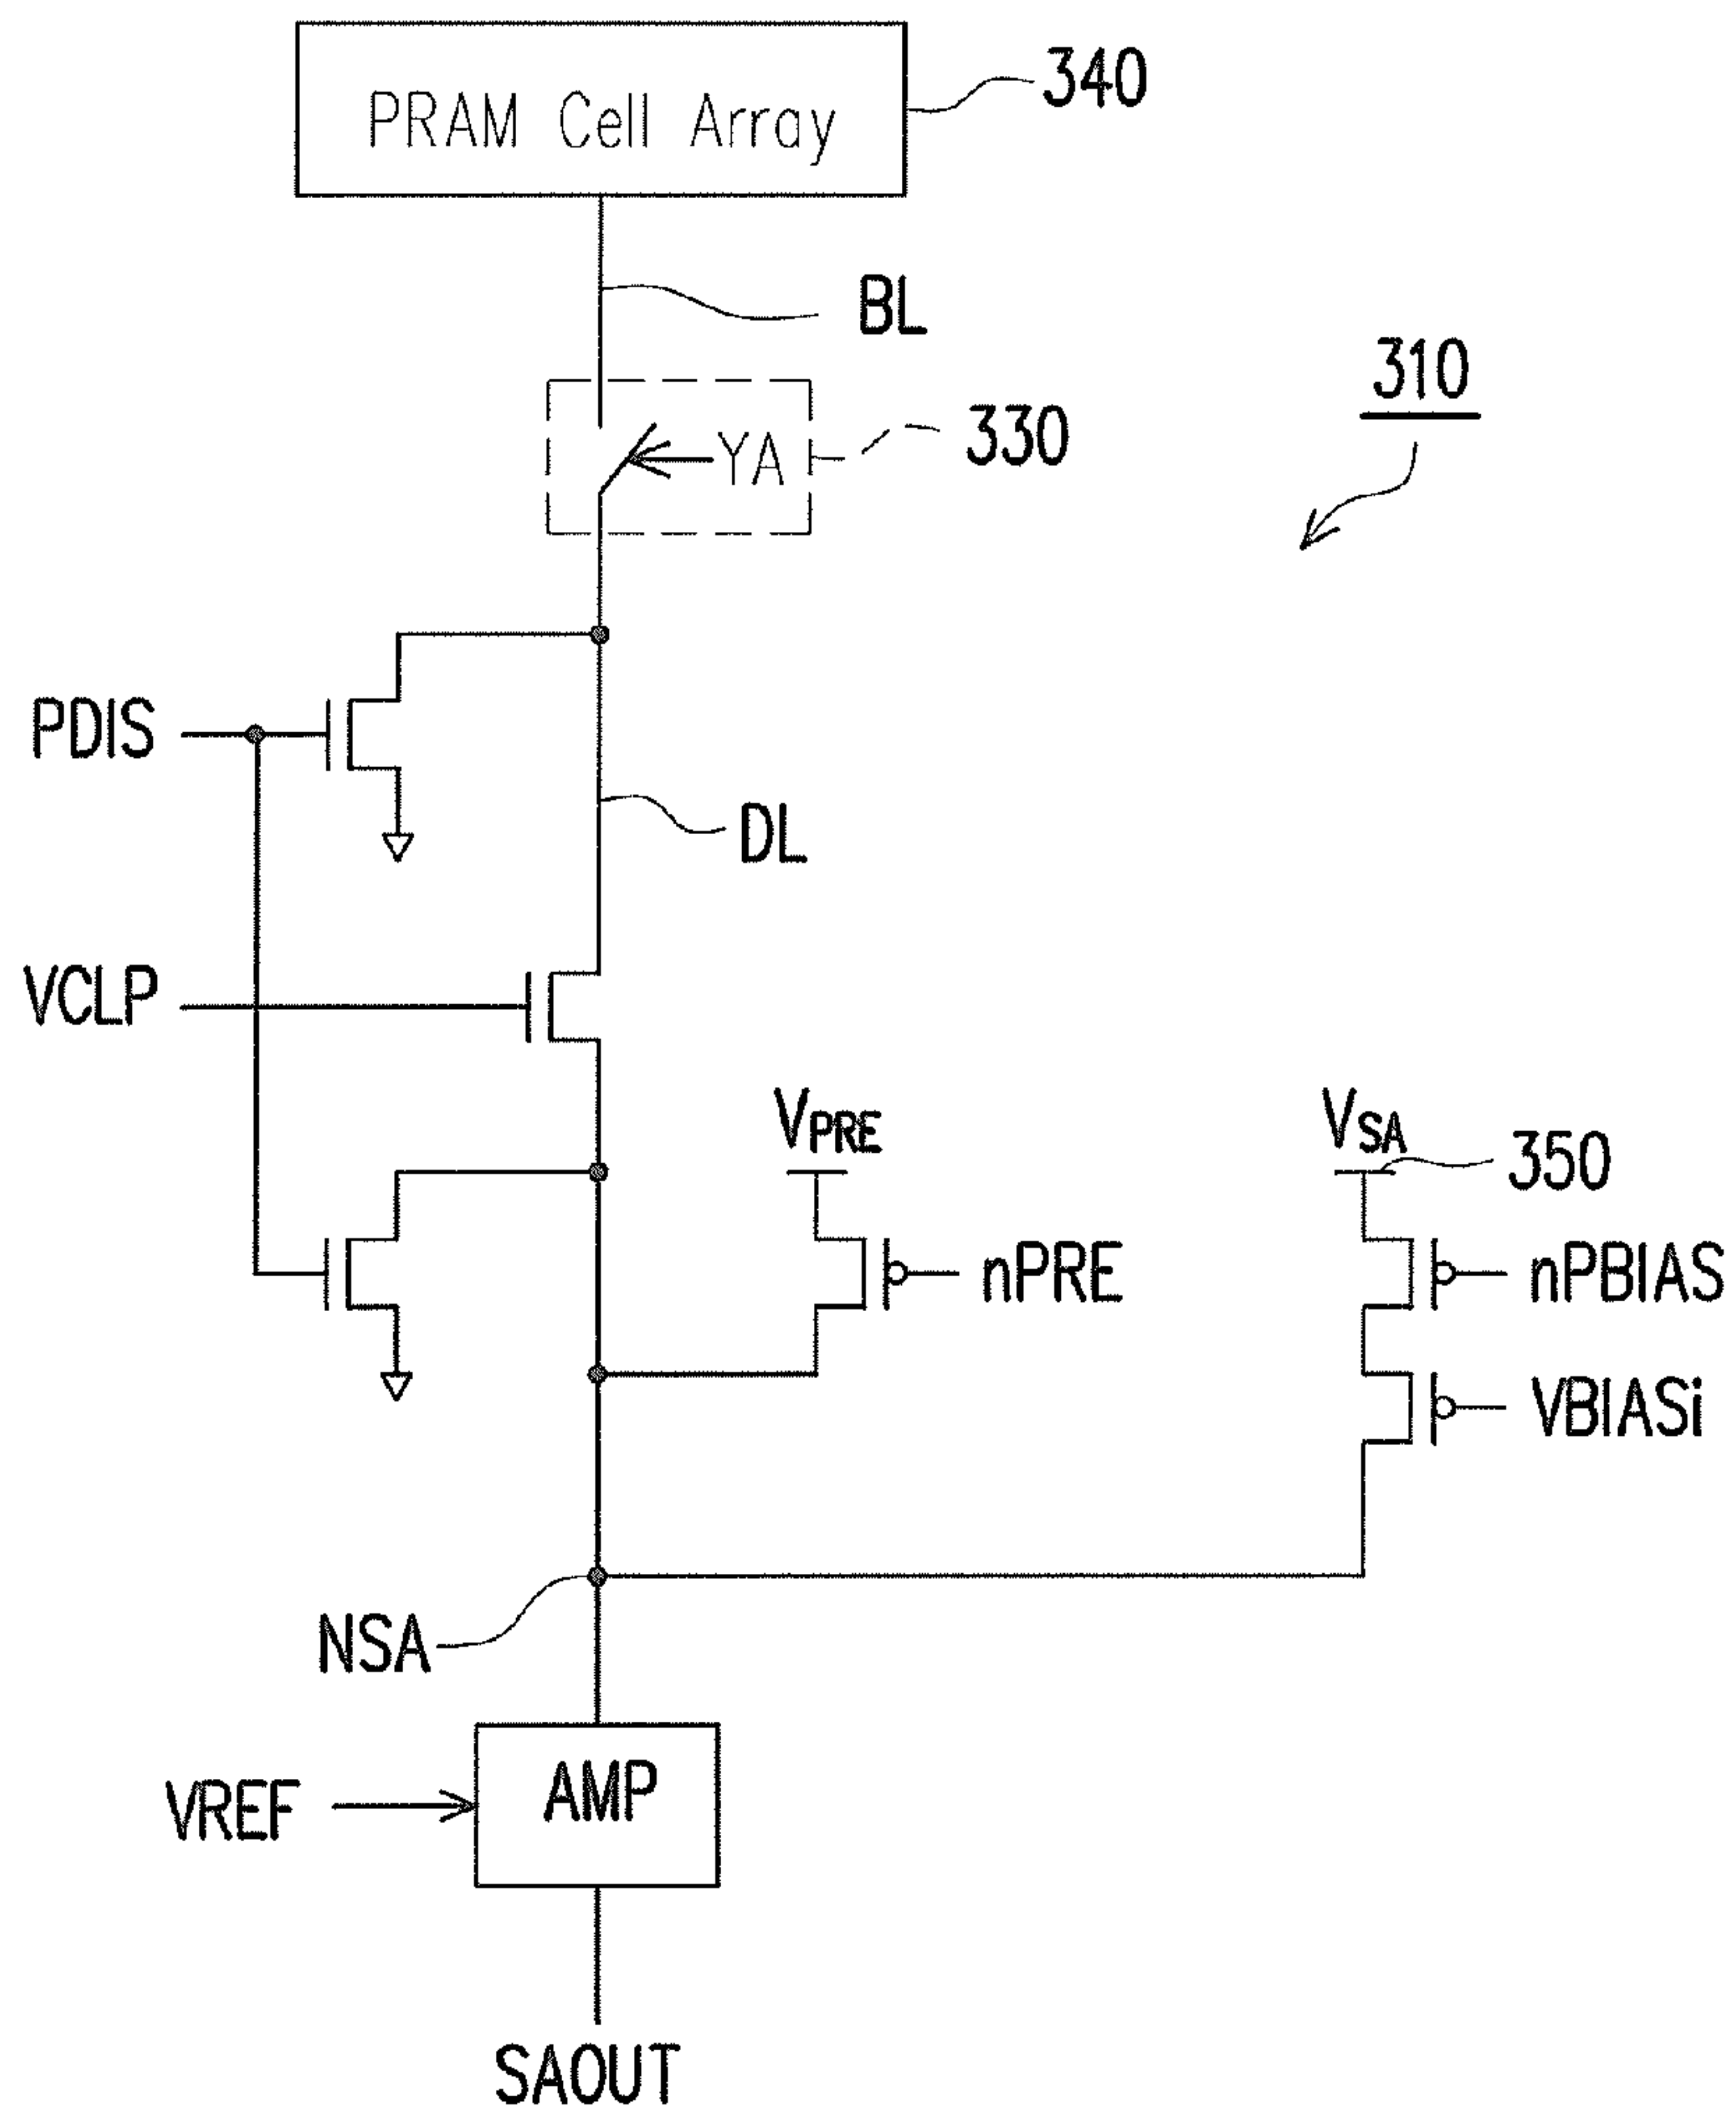 340
PRAM Cell Array
BL
310
330
YA
PDIS
DL
VCLP
VPRE
VSA
350
nPRE
nPBIAS
VBIASi
NSA
AMP
VREF
SAOUT